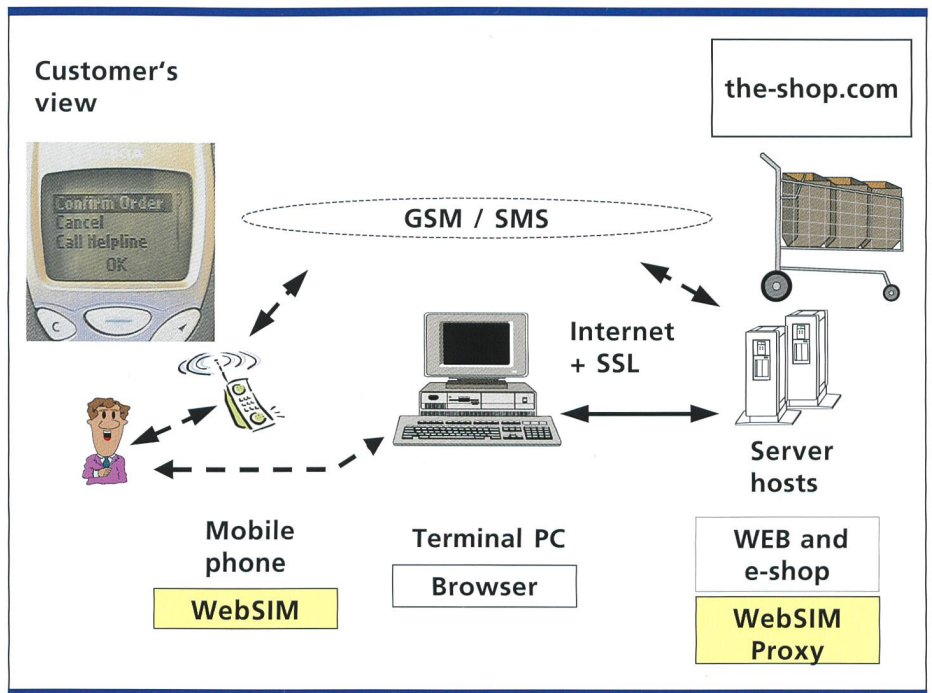 Customer's
view
the-shop.com
Confirm Order
Cancel
Call Helpline
OK
C
GSM / SMS
Internet
+ SSL
Server
hosts
Mobile
phone
WebSIM
Terminal PC
Browser
WEB and
e-shop
WebSIM
Proxy